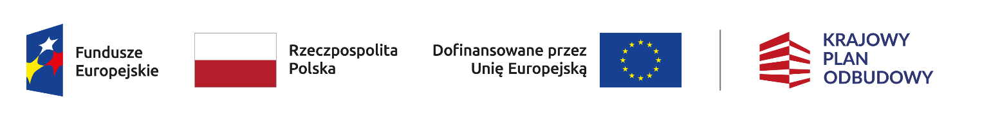 Fundusze
Europejskie
Rzeczpospolita
Polska
Dofinansowane przez
Unię Europejską
KRAJOWY
PLAN
ODBUDOWY